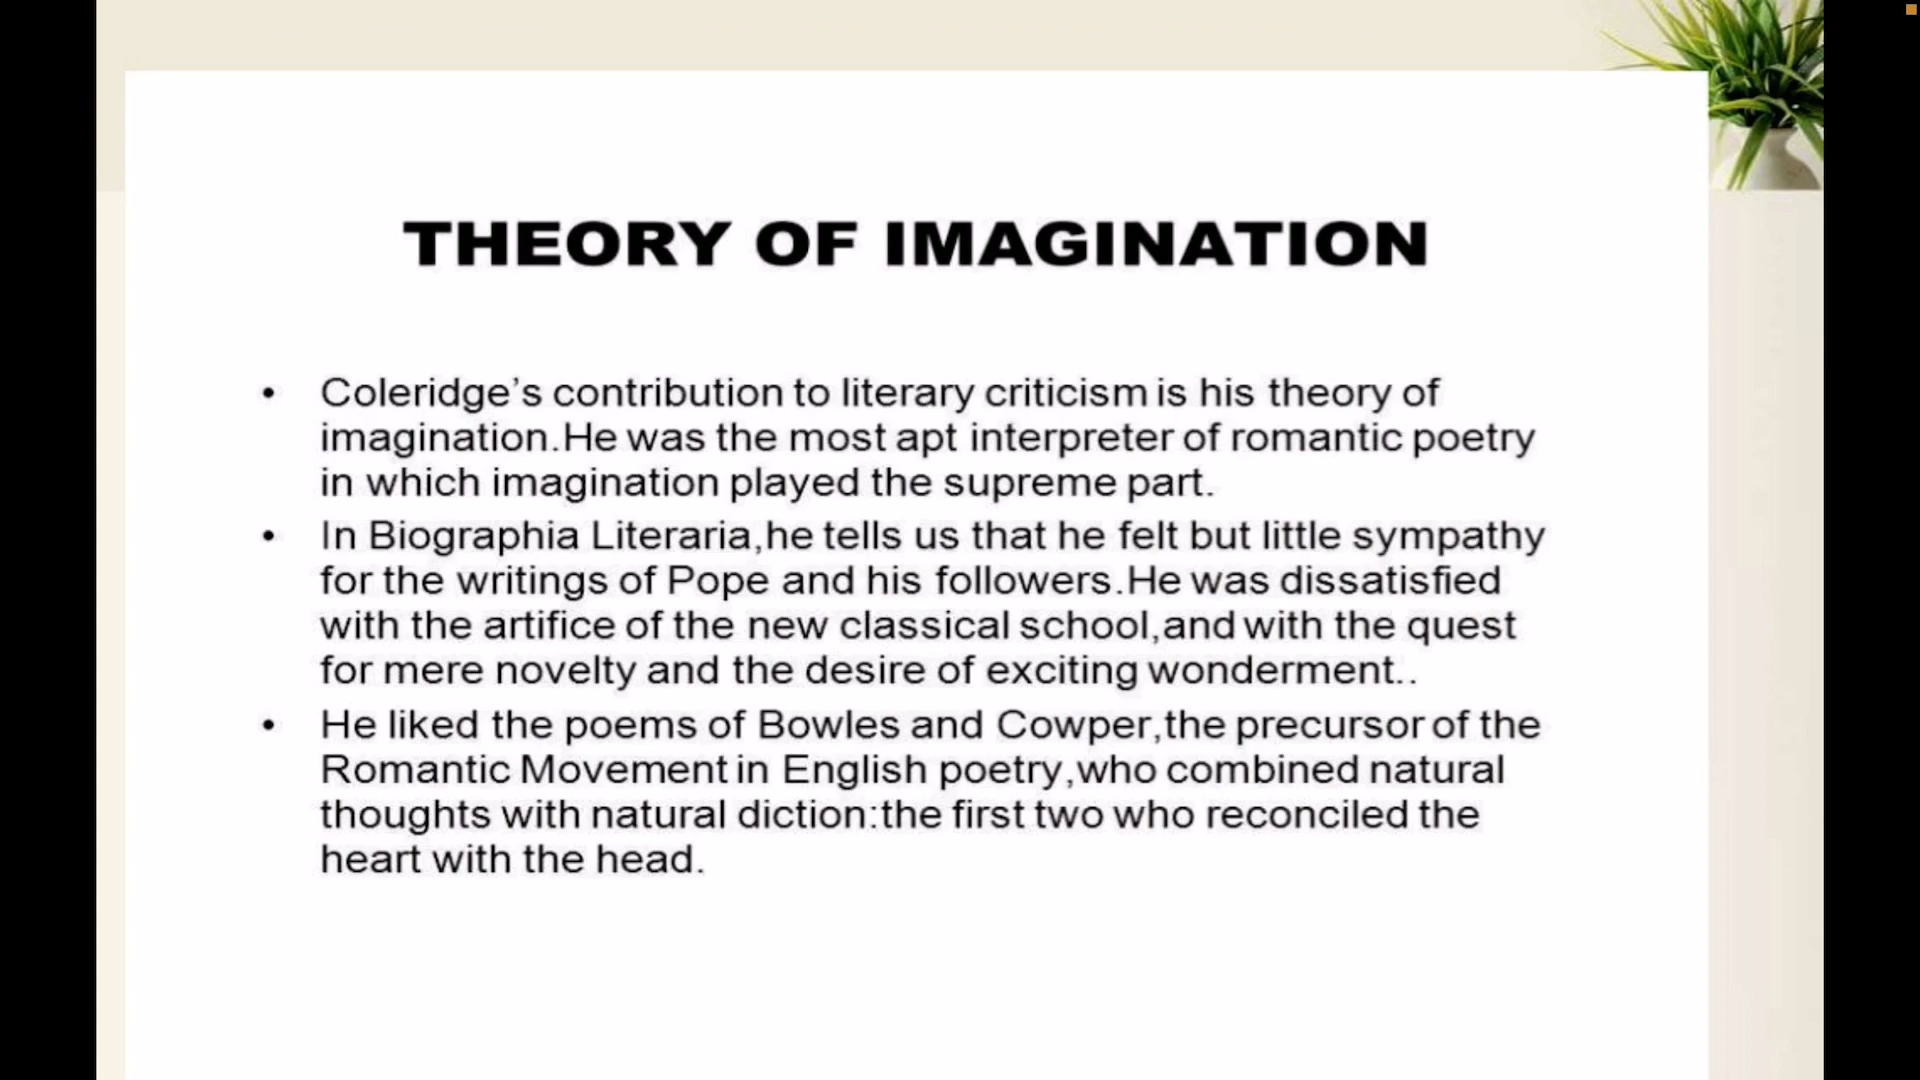 THEORY OF IMAGINATION
• Coleridge’s contribution to literary criticism is his theory of
imagination.He was the most apt interpreter of romantic poetry
in which imagination played the supreme part.
• In Biographia Literaria,he tells us that he felt but little sympathy
for the writings of Pope and his followers.He was dissatisfied
with the artifice of the new classical school,and with the quest
for mere novelty and the desire of exciting wonderment..
• He liked the poems of Bowles and Cowper,the precursor of the
Romantic Movement in English poetry,who combined natural
thoughts with natural diction:the first two who reconciled the
heart with the head.